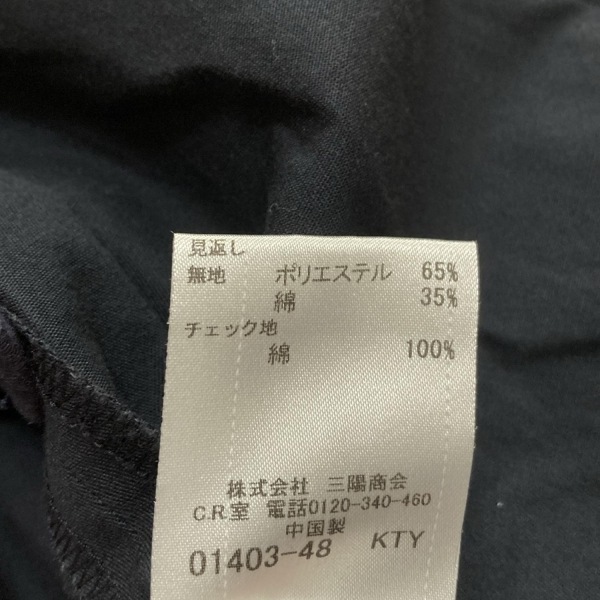 見返し
無地 ポリエステル 65%
綿 35%
チェック地
綿 100%
株式会社 三陽商会
C.R室 電話0120-340-460
中国製
01403-48 KTY